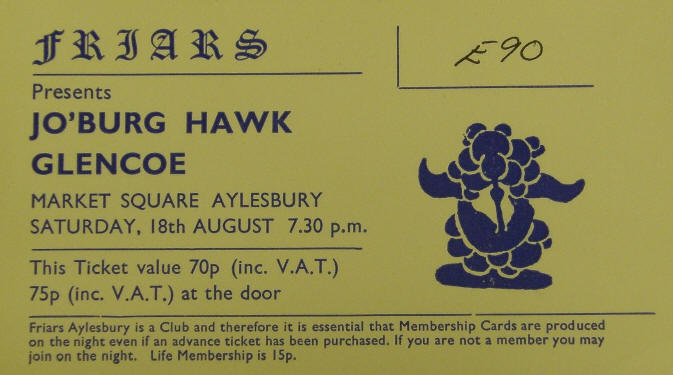 FRIARS
E90
Presents
JO'BURG HAWK
GLENCOE
MARKET SQUARE AYLESBURY
SATURDAY, 18th AUGUST 7.30 p.m.
This Ticket value 70p (inc. V.A.T.)
75p (inc. V.A.T.) at the door
Friars Aylesbury is a Club and therefore it is essential that Membership Cards are produced
on the night even if an advance ticket has been purchased. If you are not a member you may
join on the night. Life Membership is 15p.